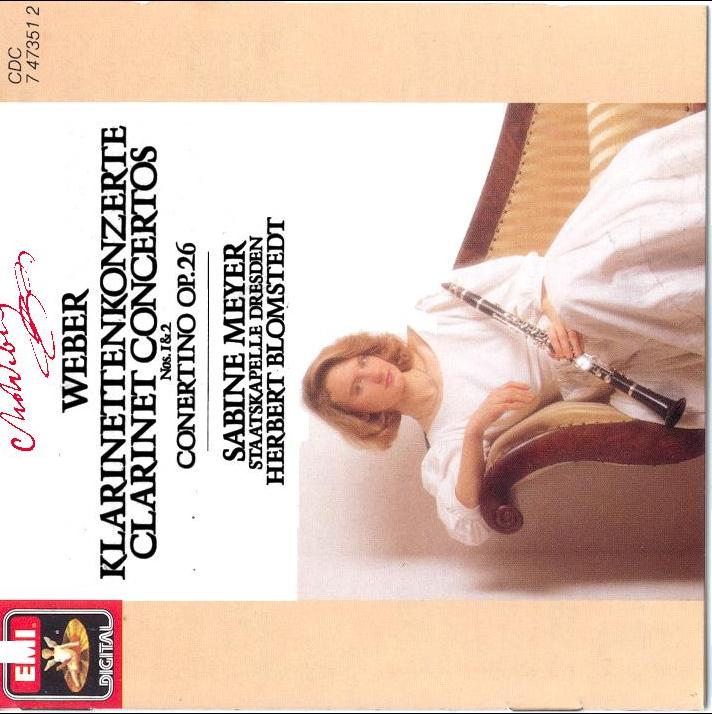 CDC
7 47351 2
WEBER
KLARINETTENKONZERTE
CLARINET CONCERTOS
Nos. 1&2
CONERTINO OP.26
SABINE MEYER
STAATSKAPELLE DRESDEN
HERBERT BLOMSTEDT
EMI
DIGITAL